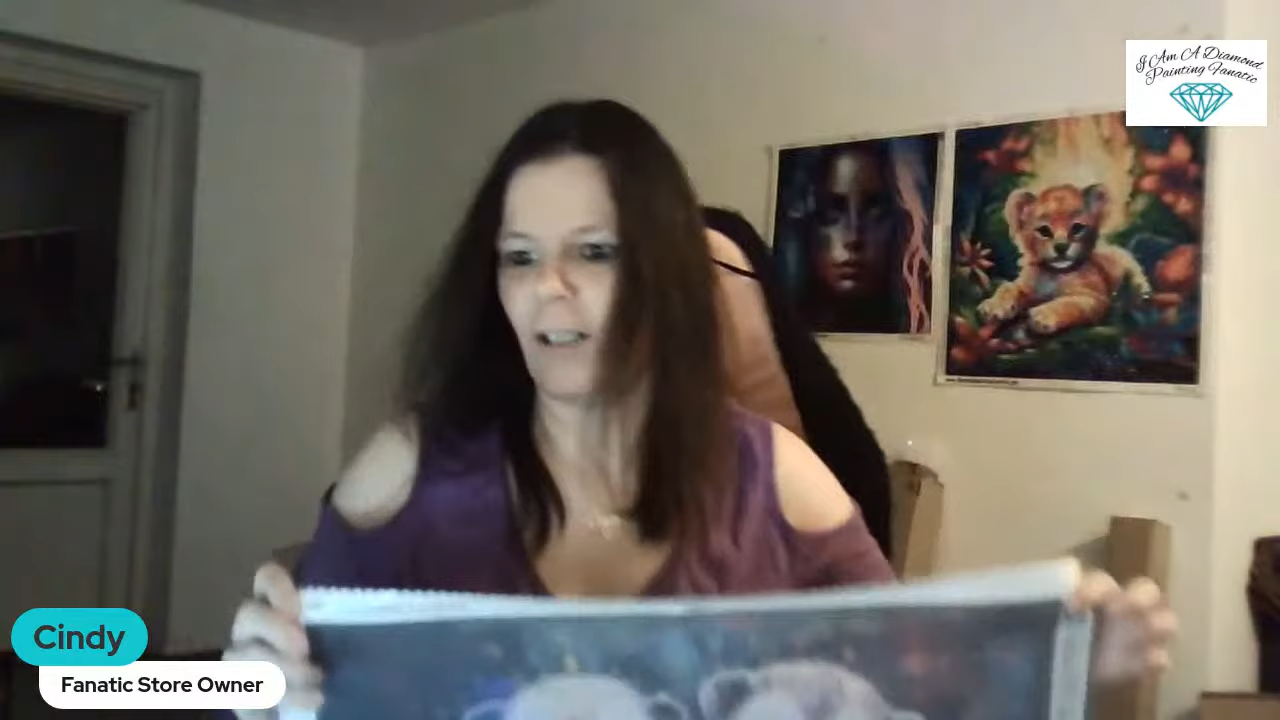 I Am A Diamond
Painting Fanatic
Cindy
Fanatic Store Owner